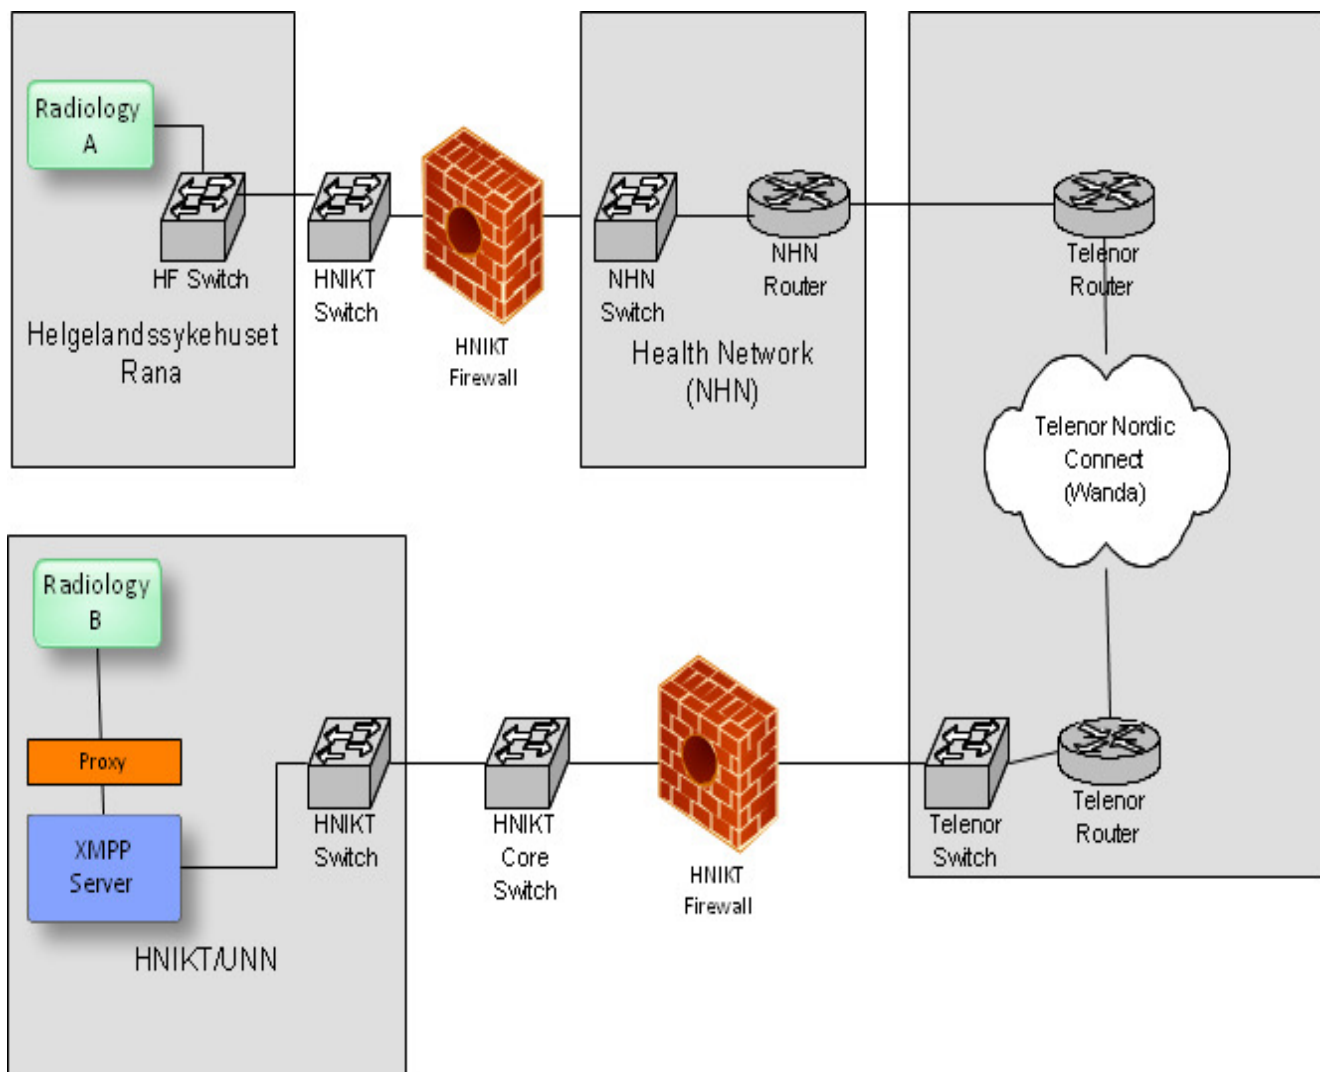 Radiology
A
HF Switch
Helgelandssykehuset
Rana
HNIKT
Switch
HNIKT
Firewall
NHN
Switch
NHN
Router
Health Network
(NHN)
Telenor
Router
Telenor Nordic
Connect
(Wanda)
Radiology
B
Proxy
XMPP
Server
HNIKT/UNN
HNIKT
Switch
HNIKT
Core
Switch
HNIKT
Firewall
Telenor
Switch
Telenor
Router